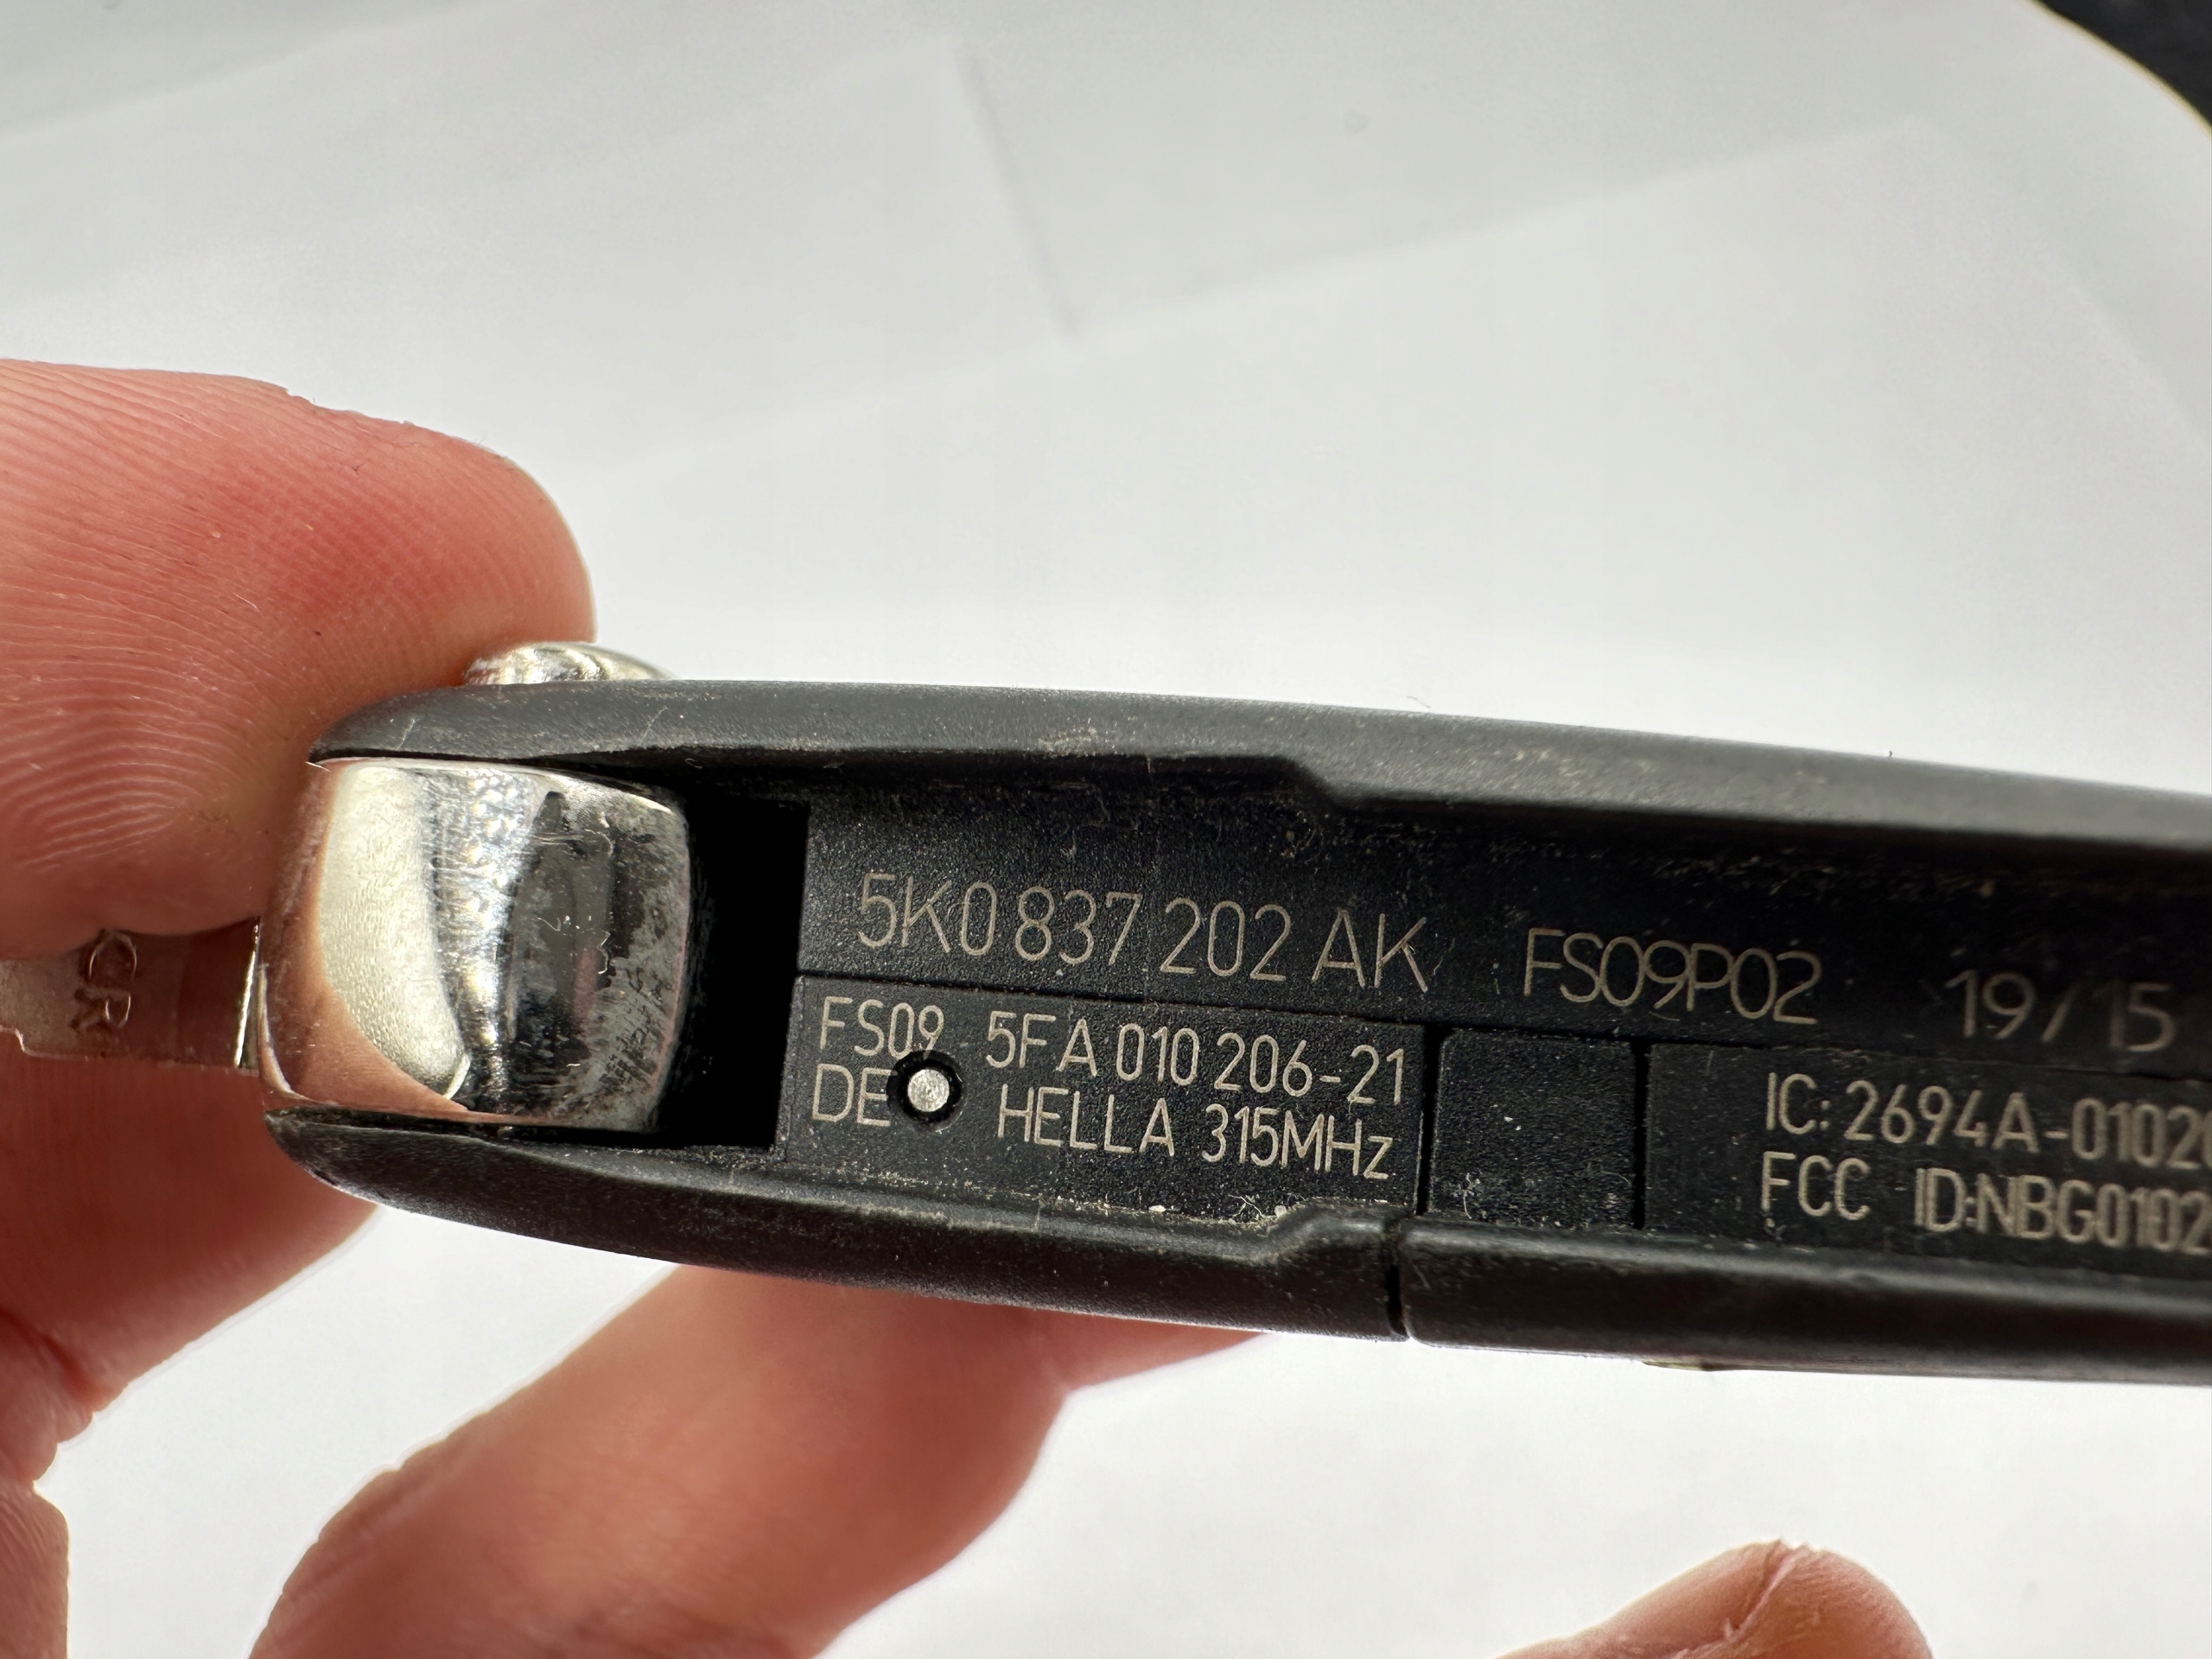 5K0 837 202 AK FS09P02 19/15
FS09 5FA 010 206-21
DE HELLA 315MHz
IC: 2694A-0102
FCC ID:NBG0102
CR